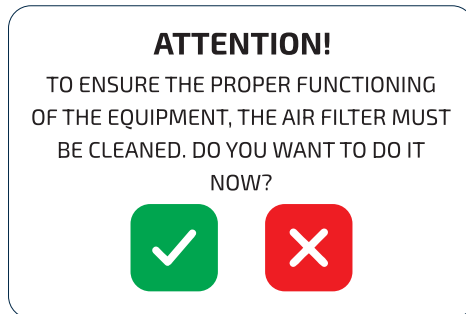 ATTENTION!
TO ENSURE THE PROPER FUNCTIONING
OF THE EQUIPMENT, THE AIR FILTER MUST
BE CLEANED. DO YOU WANT TO DO IT
NOW?